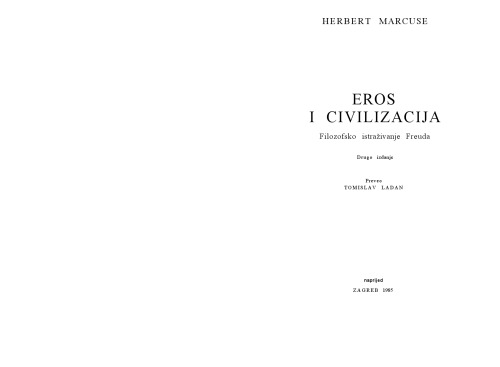 HERBERT MARCUSE
EROS
I CIVILIZACIJA
Filozofsko istraživanje Freuda
Drugo izdanje
Preveo
TOMISLAV LADAN
naprijed
ZAGREB 1985